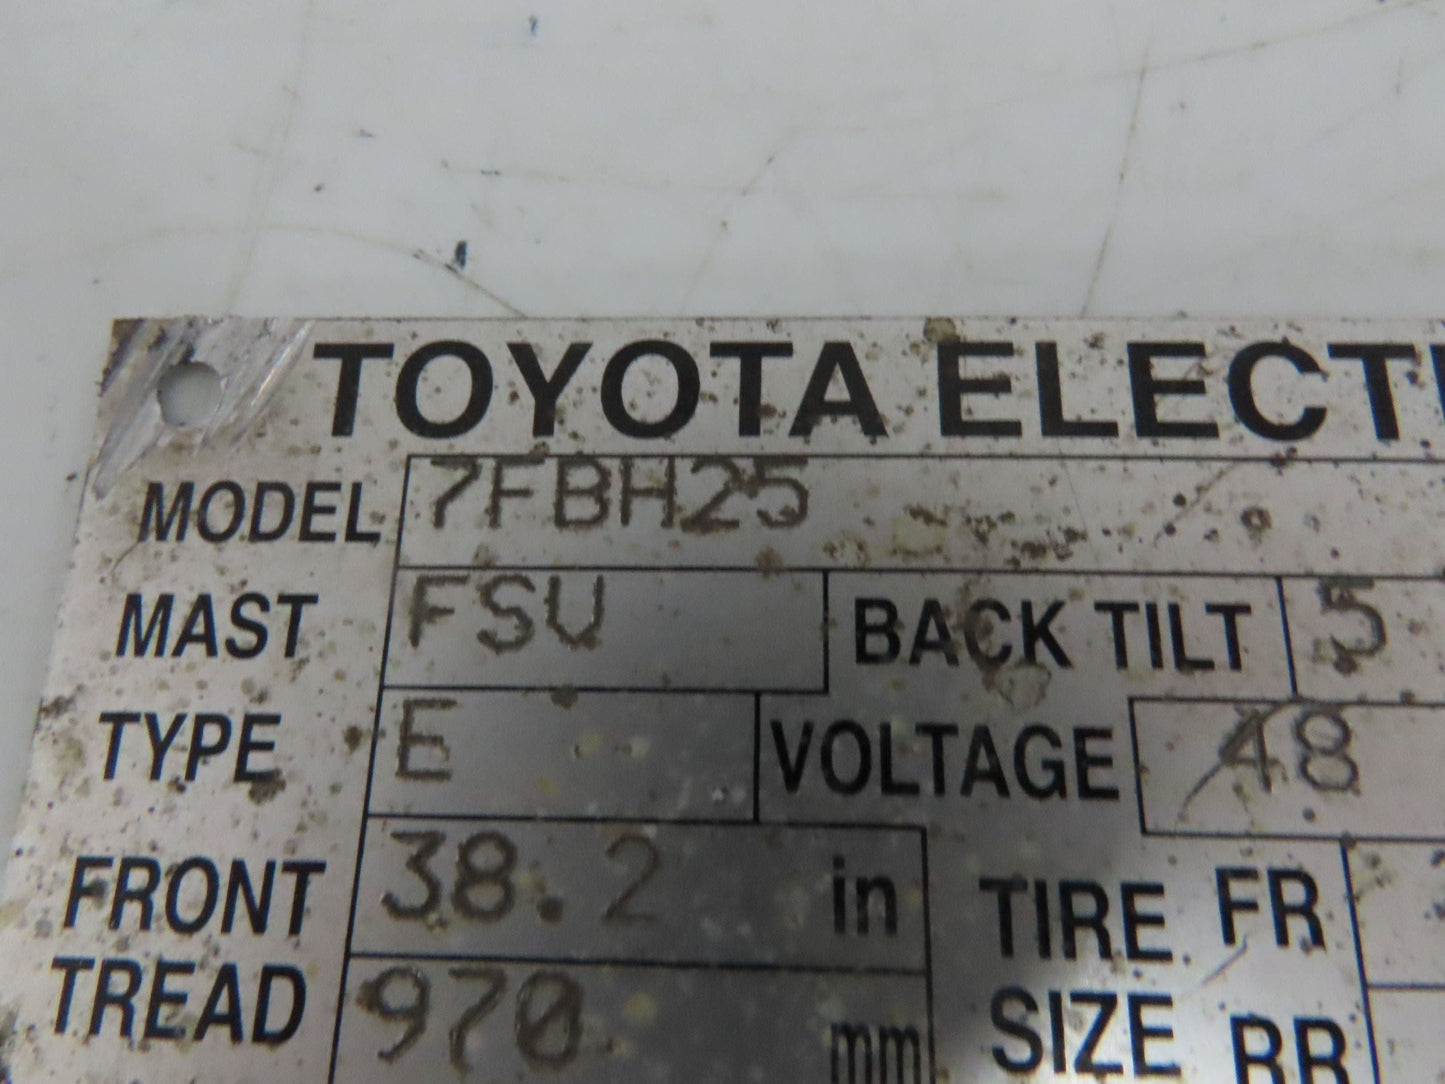 TOYOTA ELECT
MODEL 7FBH25
MAST FSV BACK TILT 5
TYPE E VOLTAGE 48
FRONT TREAD 38.2 in TIRE SIZE FR
970 mm RR